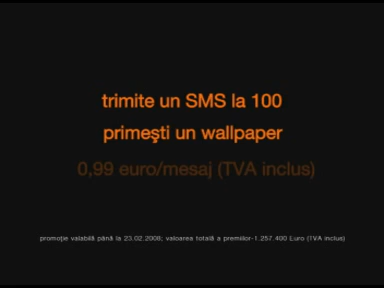 trimite un SMS la 100
primeşti un wallpaper
0,99 euro/mesaj (TVA inclus)
promoţie valabilă până la 23.02.2008; valoarea totală a premiilor-1.257.400 Euro (TVA inclus)